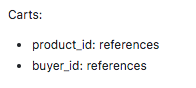 Carts:
• product_id: references
• buyer_id: references